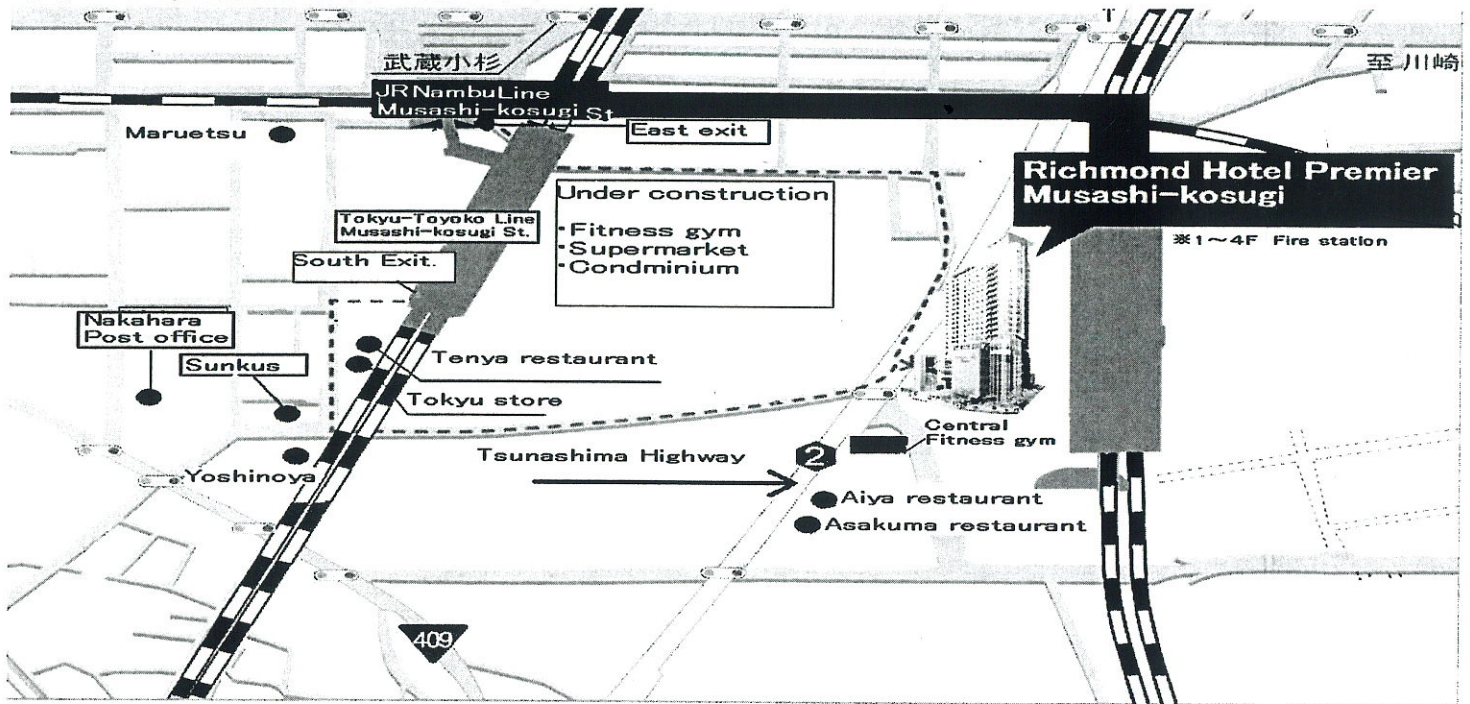 武蔵小杉
至川崎
JR NambuLine
Musashi-kosugi St
East exit
Maruetsu
Richmond Hotel Premier
Musashi-kosugi
※1~4F Fire station
Under construction
・Fitness gym
・Supermarket
・Condminium
Tokyu-Toyoko Line
Musashi-kosugi St.
South Exit.
Nakahara
Post office
Sunkus
Tenya restaurant
Tokyu store
Central
Fitness gym
Tsunashima Highway
2
Yoshinoya
Aiya restaurant
Asakuma restaurant
409